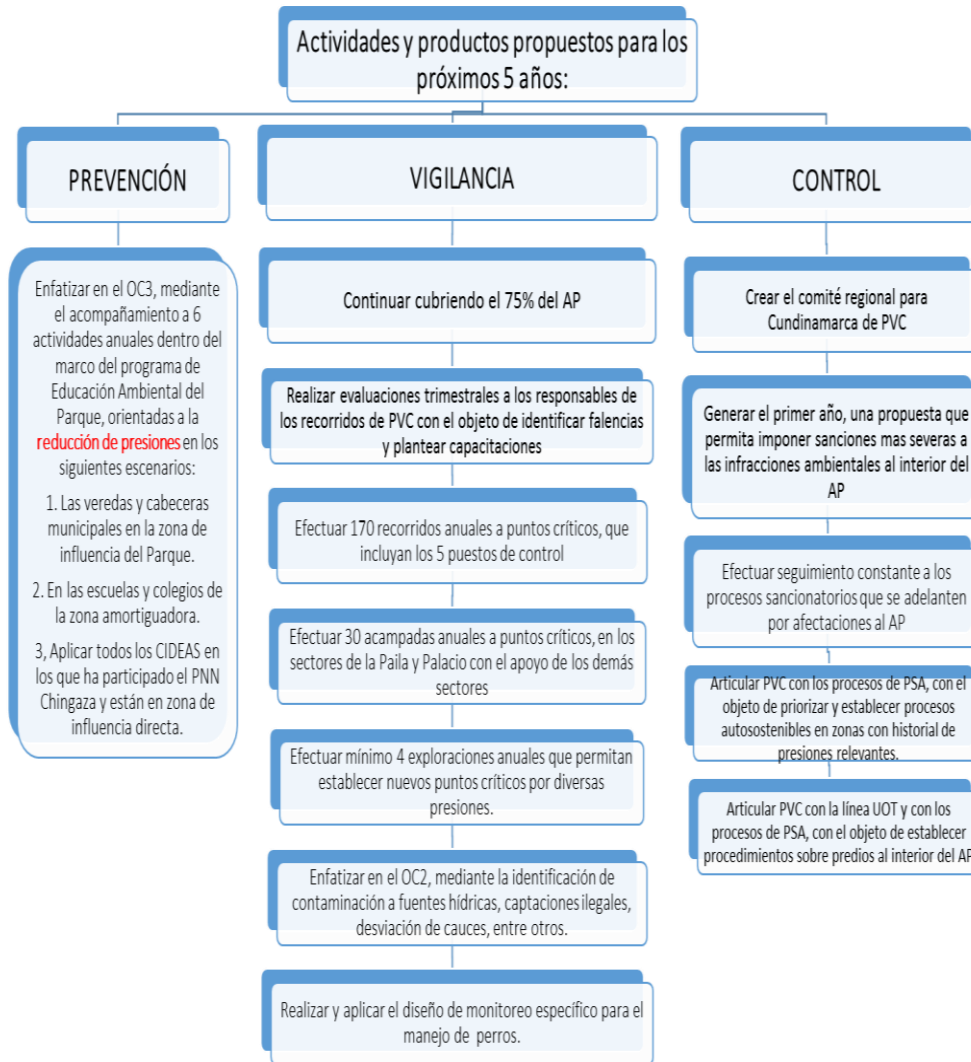 Actividades y productos propuestos para los
próximos 5 años:
PREVENCIÓN
Enfatizar en el OC3, mediante
el acompañamiento a 6
actividades anuales dentro del
marco del programa de
Educación Ambiental del
Parque, orientadas a la
reducción de presiones en los
siguientes escenarios:
1. Las veredas y cabeceras
municipales en la zona de
influencia del Parque.
2. En las escuelas y colegios de
la zona amortiguadora.
3, Aplicar todos los CIDEAS en
los que ha participado el PNN
Chingaza y están en zona de
influencia directa.
VIGILANCIA
Continuar cubriendo el 75% del AP
Realizar evaluaciones trimestrales a los responsables de
los recorridos de PVC con el objeto de identificar falencias
y plantear capacitaciones
Efectuar 170 recorridos anuales a puntos críticos, que
incluyan los 5 puestos de control
Efectuar 30 acampadas anuales a puntos críticos, en los
sectores de la Paila y Palacio con el apoyo de los demás
sectores
Efectuar mínimo 4 exploraciones anuales que permitan
establecer nuevos puntos críticos por diversas
presiones.
Enfatizar en el OC2, mediante la identificación de
contaminación a fuentes hídricas, captaciones ilegales,
desviación de cauces, entre otros.
Realizar y aplicar el diseño de monitoreo específico para el
manejo de perros.
CONTROL
Crear el comité regional para
Cundinamarca de PVC
Generar el primer año, una propuesta que
permita imponer sanciones mas severas a
las infracciones ambientales al interior del
AP
Efectuar seguimiento constante a los
procesos sancionatorios que se adelanten
por afectaciones al AP
Articular PVC con los procesos de PSA, con el
objeto de priorizar y establecer procesos
autosostenibles en zonas con historial de
presiones relevantes.
Articular PVC con la línea UOT y con los
procesos de PSA, con el objeto de establecer
procedimientos sobre predios al interior del AP